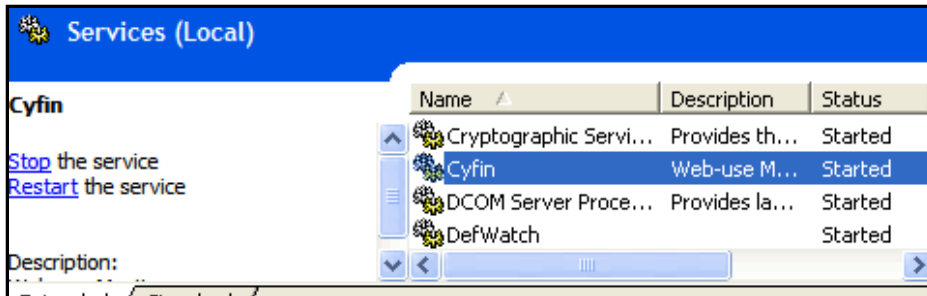 Services (Local)
Cyfin
Stop the service
Restart the service
Description:
Name Description Status
Cryptographic Servi... Provides th... Started
Cyfin Web-use M... Started
DCOM Server Proce... Provides la... Started
DefWatch Started